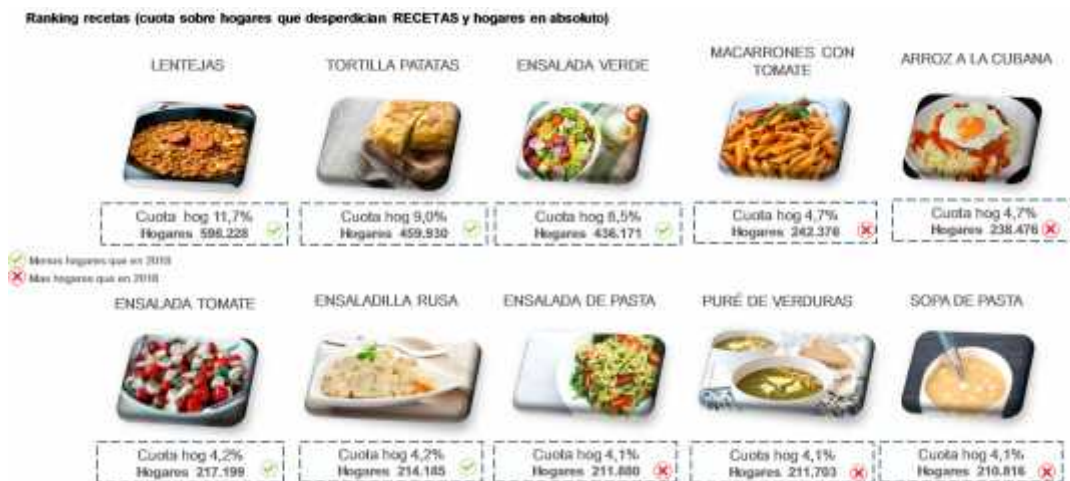 Ranking recetas (cuota sobre hogares que desperdician RECETAS y hogares en absoluto)
LENTEJAS
TORTILLA PATATAS
ENSALADA VERDE
MACARRONES CON
TOMATE
ARROZ A LA CUBANA
Cuota hog 11,7%
Hogares 598.228
Cuota hog 9,0%
Hogares 459.930
Cuota hog 8,5%
Hogares 436.171
Cuota hog 4,7%
Hogares 242.376
Cuota hog 4,7%
Hogares 238.476
Menos hogares que en 2018
Mas hogares que en 2018
ENSALADA TOMATE
ENSALADILLA RUSA
ENSALADA DE PASTA
PURÉ DE VERDURAS
SOPA DE PASTA
Cuota hog 4,2%
Hogares 217.199
Cuota hog 4,2%
Hogares 214.185
Cuota hog 4,1%
Hogares 211.880
Cuota hog 4,1%
Hogares 211.703
Cuota hog 4,1%
Hogares 210.816